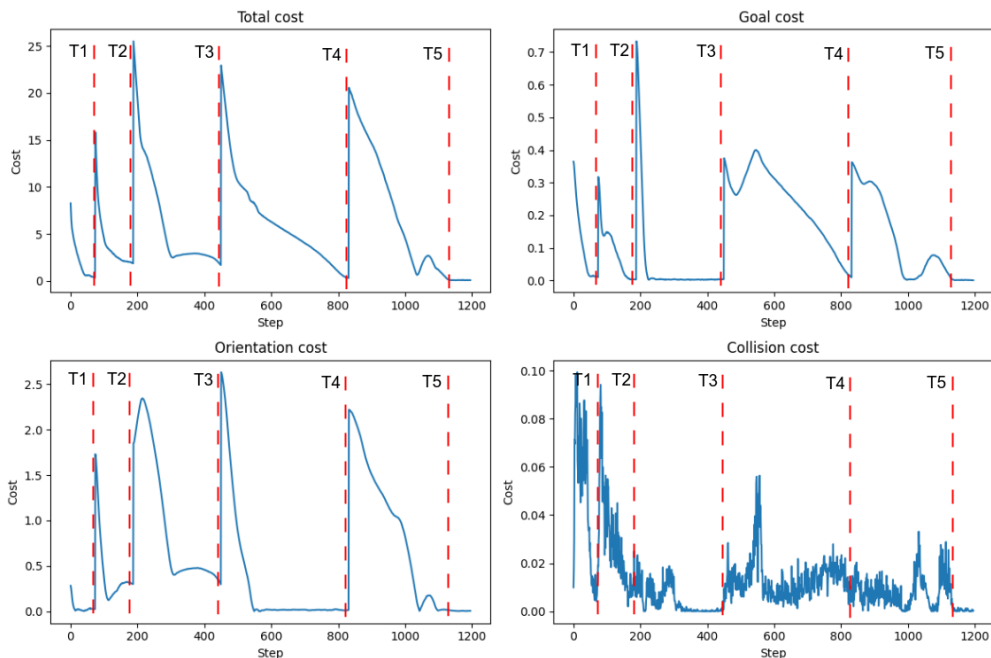 Total cost
T1 T2 T3 T4 T5
25
20
15
10
5
0
Cost
0 200 400 600 800 1000 1200
Step
Goal cost
T1 T2 T3 T4 T5
0.7
0.6
0.5
0.4
0.3
0.2
0.1
0.0
Cost
0 200 400 600 800 1000 1200
Step
Orientation cost
T1 T2 T3 T4 T5
2.5
2.0
1.5
1.0
0.5
0.0
Cost
0 200 400 600 800 1000 1200
Step
Collision cost
T1 T2 T3 T4 T5
0.10
0.08
0.06
0.04
0.02
0.00
Cost
0 200 400 600 800 1000 1200
Step